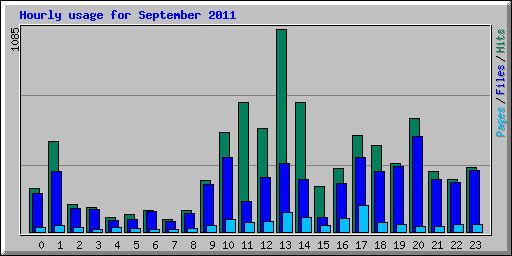 Hourly usage for September 2011
1085
Pages / Files / Hits
0 1 2 3 4 5 6 7 8 9 10 11 12 13 14 15 16 17 18 19 20 21 22 23